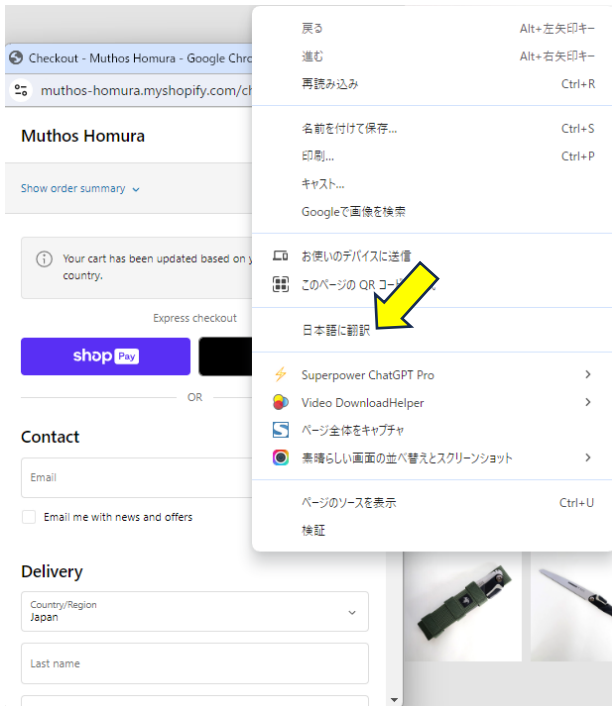 Checkout - Muthos Homura - Google Chro
muthos-homura.myshopify.com/ch
Muthos Homura
Show order summary
Your cart has been updated based on y
country.
Express checkout
shop Pay
OR
Contact
Email
Email me with news and offers
Delivery
Country/Region
Japan
Last name
戻る Alt+左矢印キー
進む Alt+右矢印キー
再読み込み Ctrl+R
名前を付けて保存... Ctrl+S
印刷... Ctrl+P
キャスト...
Googleで画像を検索
お使いのデバイスに送信
このページの QR コード
日本語に翻訳
Superpower ChatGPT Pro
Video DownloadHelper
ページ全体をキャプチャ
素晴らしい画面の並べ替えとスクリーンショット
ページのソースを表示 Ctrl+U
検証